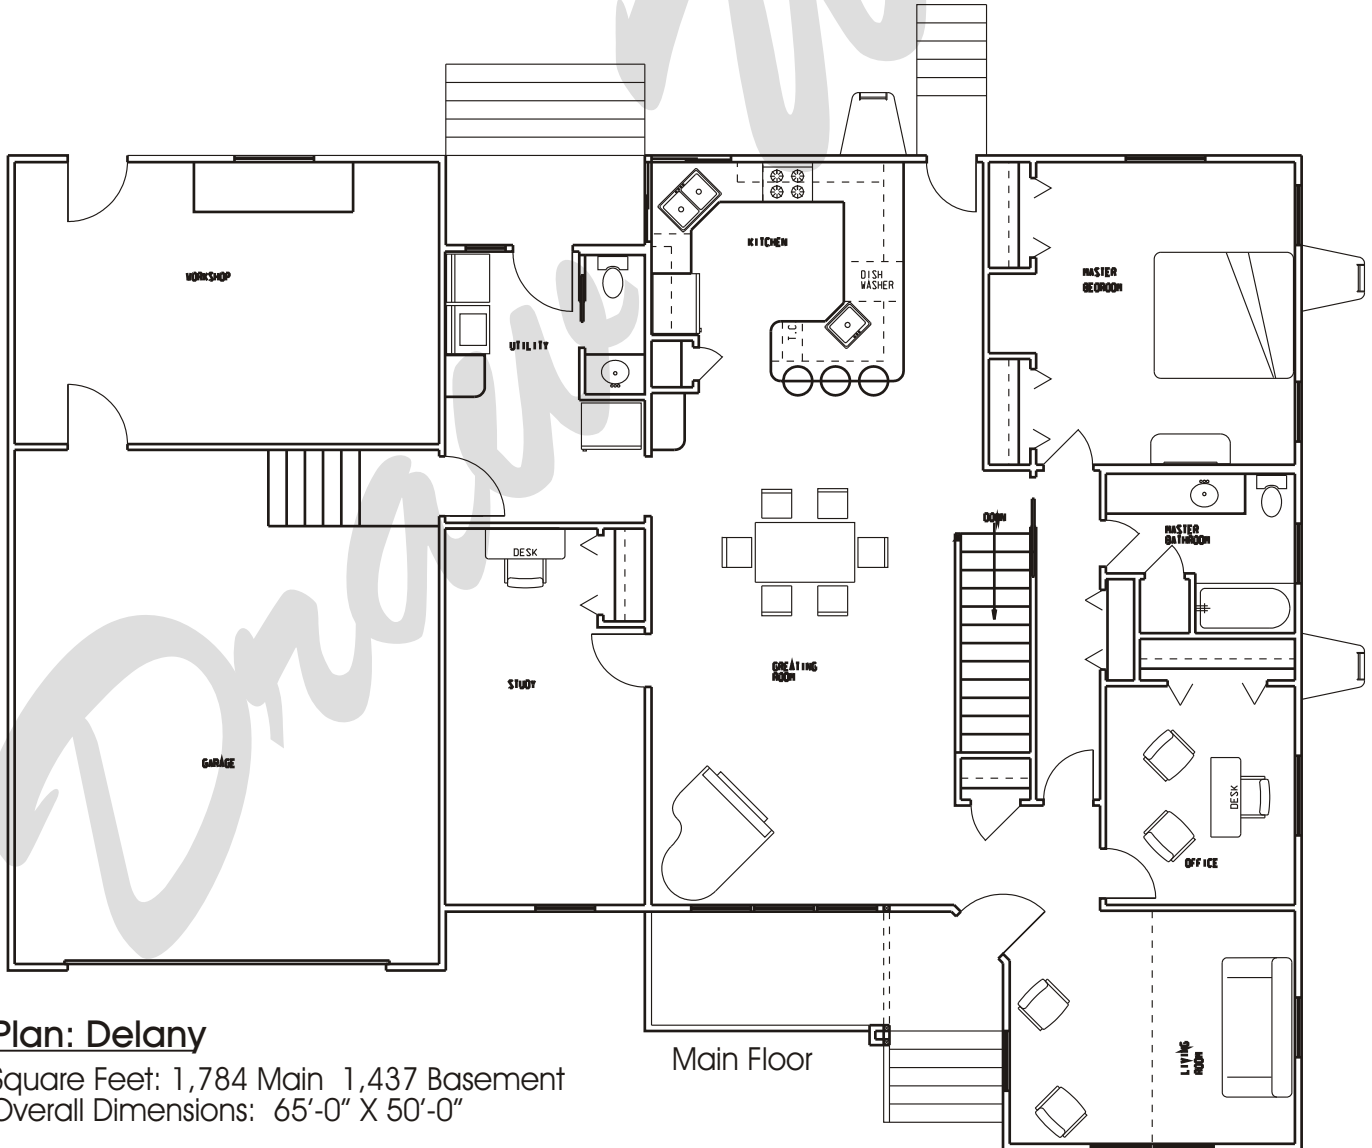 WORKSHOP
KITCHEN
DISH
WASHER
MASTER
BEDROOM
UTILITY
T.C
DOWN
MASTER
BATHROOM
DESK
GREATING
ROOM
STUDY
GARAGE
DESK
OFFICE
LIVING
ROOM
Plan: Delany
Main Floor
Square Feet: 1,784 Main 1,437 Basement
Overall Dimensions: 65'-0" X 50'-0"